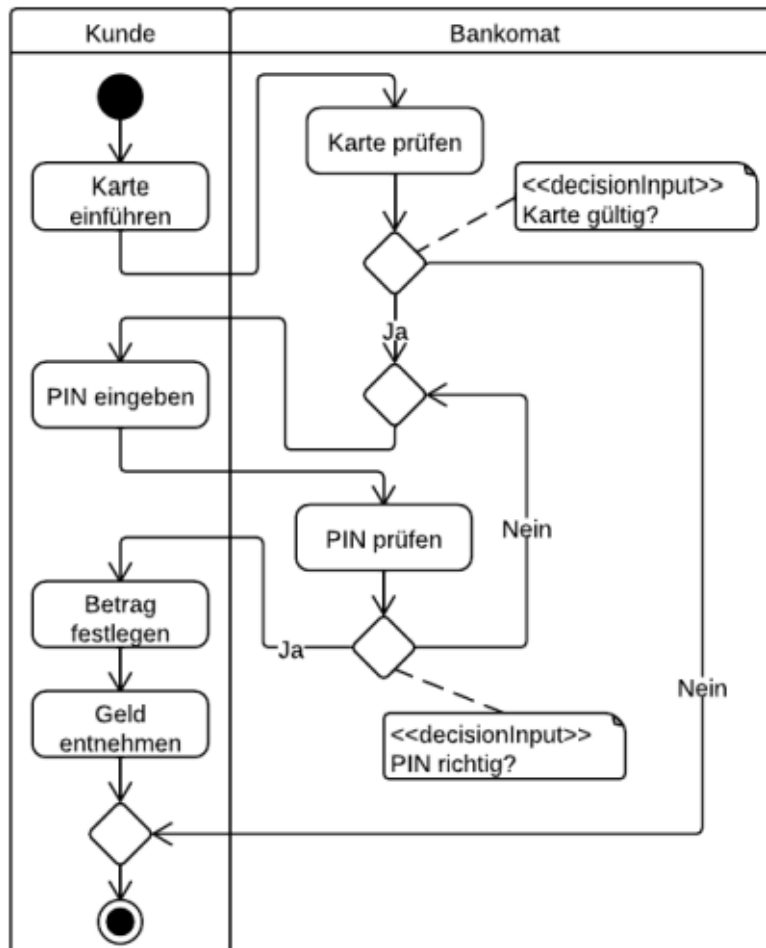 Kunde
Bankomat
Karte prüfen
<<decisionInput>>
Karte gültig?
Karte
einführen
Ja
PIN eingeben
PIN prüfen
Nein
Betrag
festlegen
Ja
Nein
Geld
entnehmen
<<decisionInput>>
PIN richtig?